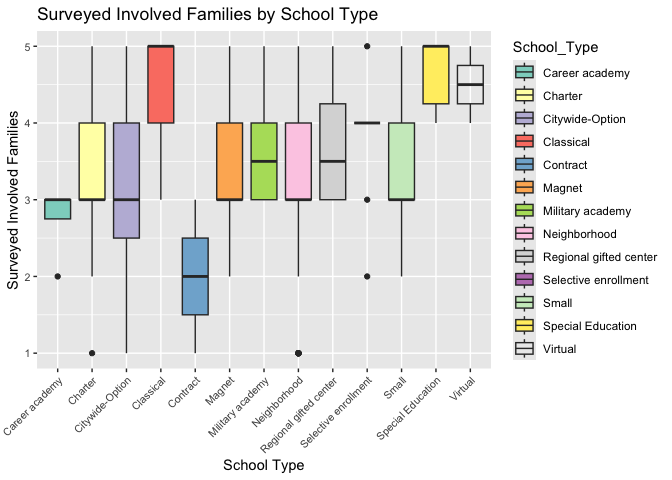 Surveyed Involved Families by School Type
Surveyed Involved Families
5
4
3
2
1
Career academy
Charter
Citywide-Option
Classical
Contract
Magnet
Military academy
Neighborhood
Regional gifted center
Selective enrollment
Small
Special Education
Virtual
School Type
School_Type
Career academy
Charter
Citywide-Option
Classical
Contract
Magnet
Military academy
Neighborhood
Regional gifted center
Selective enrollment
Small
Special Education
Virtual